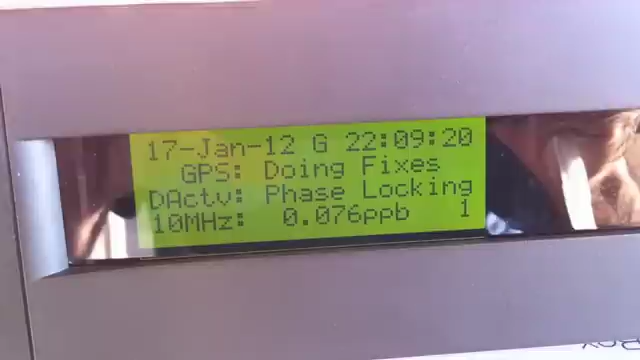 17-Jan-12 G 22:09:20
GPS: Doing Fixes
DActv: Phase Locking
10MHz: 0.076ppb 1